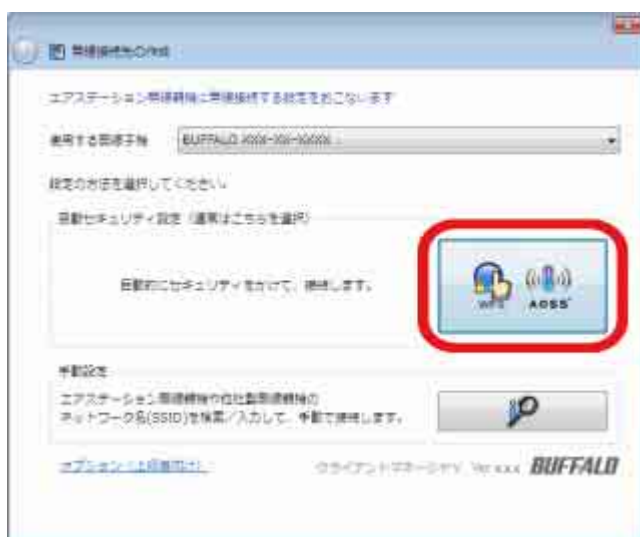 無線接続先の作成
エアステーション無線親機に無線接続する設定をおこないます
使用する無線子機 BUFFALO XXX-XX-XXXXX
設定の方法を選択してください。
自動セキュリティ設定（通常はこちらを選択）
自動的にセキュリティをかけて、接続します。
WPS AOSS
手動設定
エアステーション無線親機や他社製無線親機の
ネットワーク名(SSID)を検索／入力して、手動で接続します。
オプション（上級者向け）
クライアントマネージャV Ver.x.x.x BUFFALO